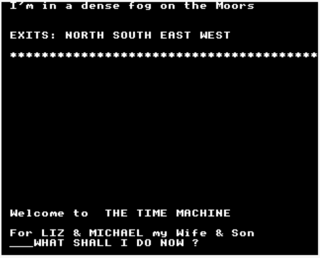 I'm in a dense fog on the Moors
EXITS: NORTH SOUTH EAST WEST
***************************************
Welcome to  THE TIME MACHINE
For LIZ & MICHAEL my Wife & Son
___WHAT SHALL I DO NOW ?